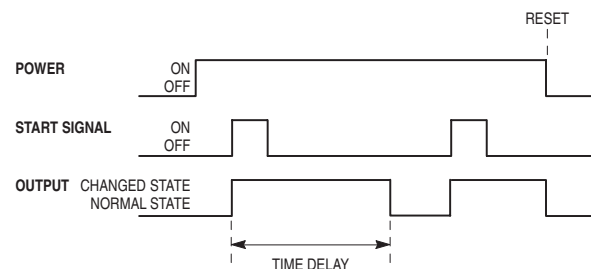 RESET
POWER ON
OFF
START SIGNAL ON
OFF
OUTPUT CHANGED STATE
NORMAL STATE
TIME DELAY